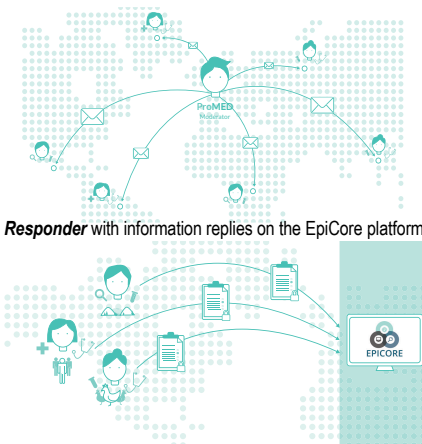 ProMED
Moderator
Responder with information replies on the EpiCore platform
EPICORE